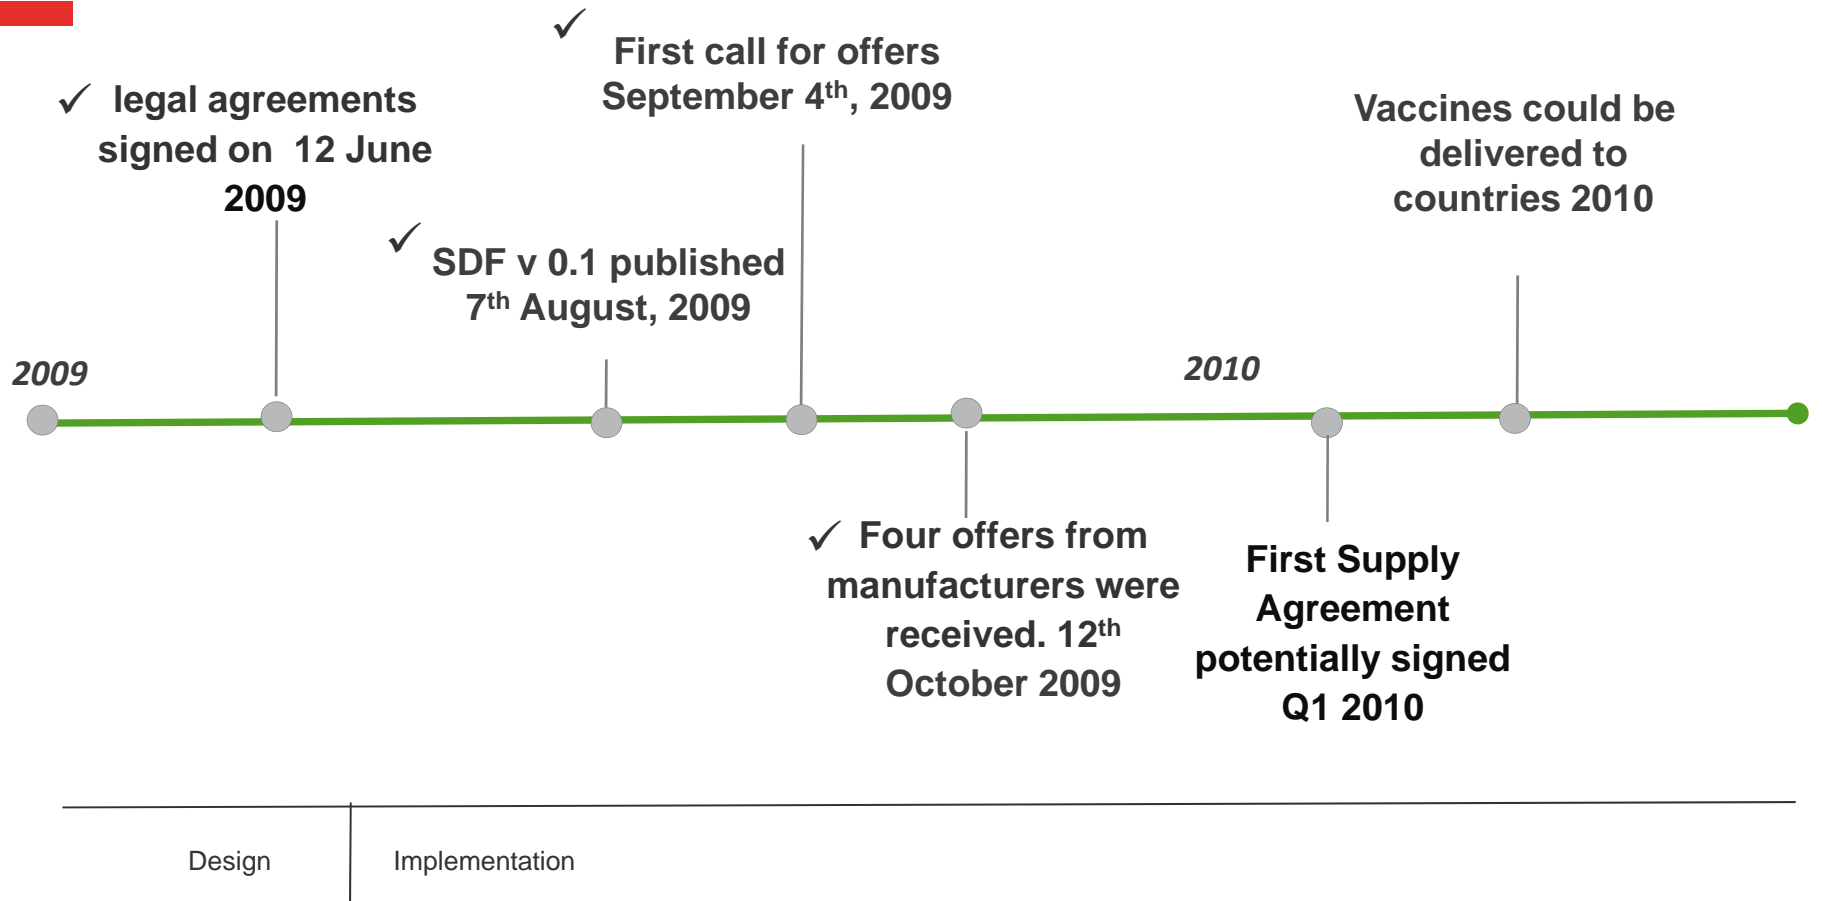 ✓ legal agreements
signed on 12 June
2009
✓
SDF v 0.1 published
7th August, 2009
✓
First call for offers
September 4th, 2009
Vaccines could be
delivered to
countries 2010
2009
2010
✓ Four offers from
manufacturers were
received. 12th
October 2009
First Supply
Agreement
potentially signed
Q1 2010
Design
Implementation